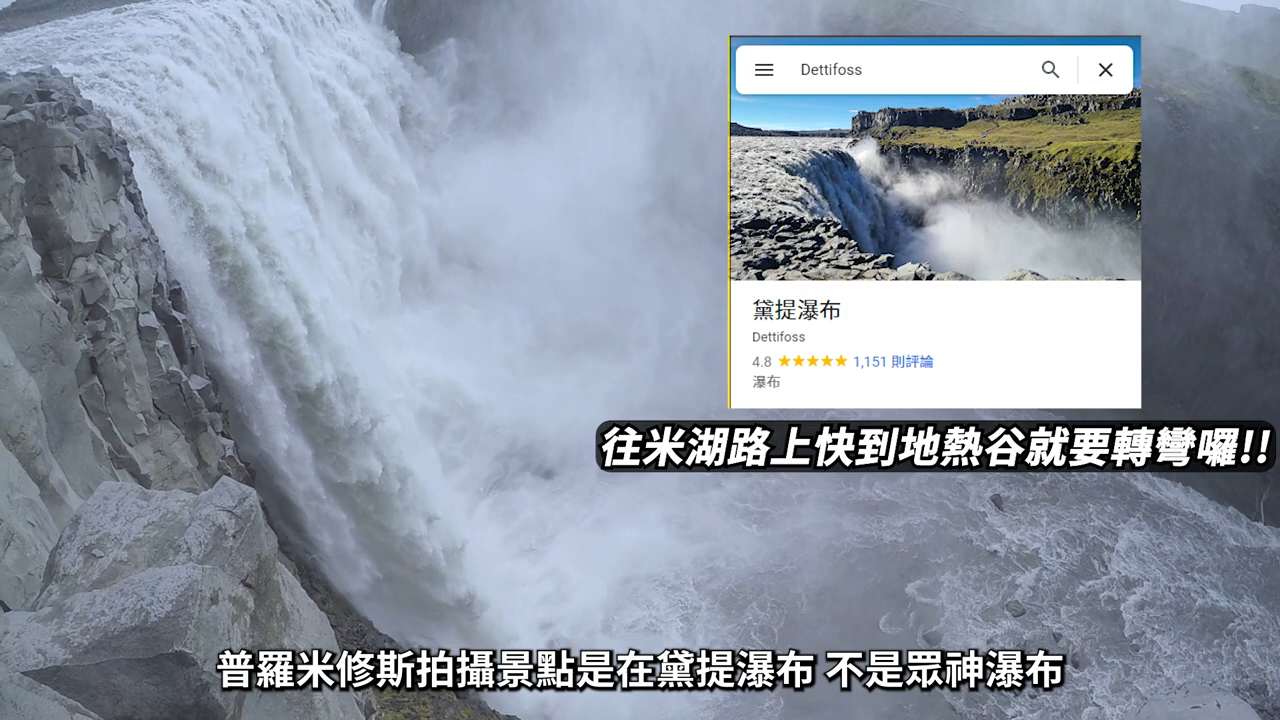 Dettifoss
黛提瀑布
Dettifoss
4.8 ★★★★★ 1,151 則評論
瀑布
往米湖路上快到地熱谷就要轉彎囉!!
普羅米修斯拍攝景點是在黛提瀑布 不是眾神瀑布